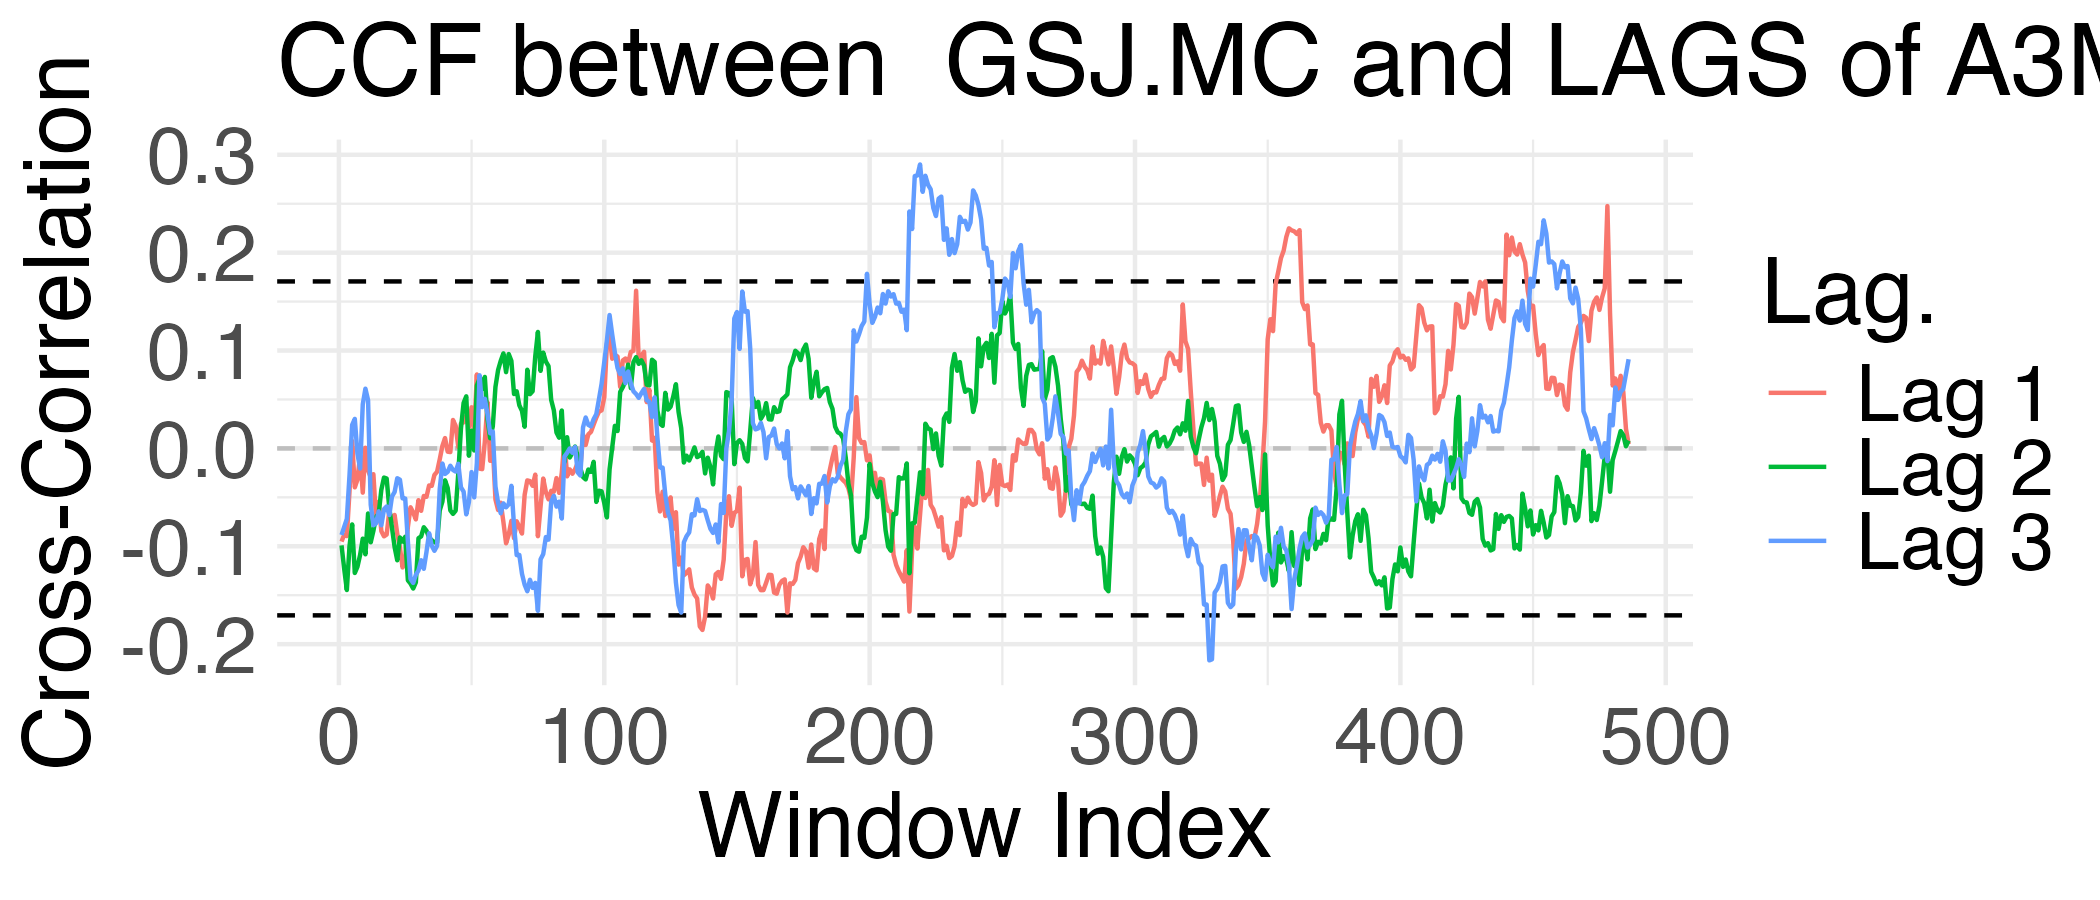 CCF between GSJ.MC and LAGS of A3M
Cross-Correlation
0.3
0.2
0.1
0.0
-0.1
-0.2
0 100 200 300 400 500
Window Index
Lag.
Lag 1
Lag 2
Lag 3